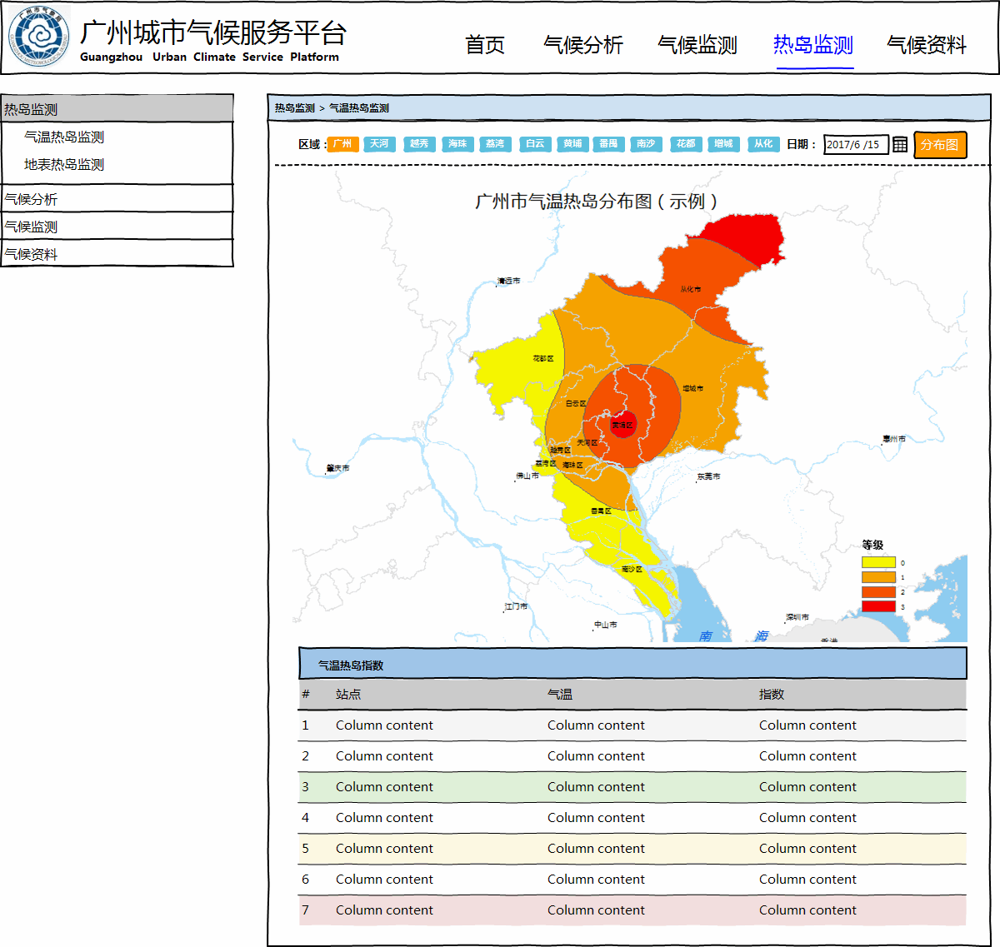 广州市气象局
广州城市气候服务平台
Guangzhou Urban Climate Service Platform
首页 气候分析 气候监测 热岛监测 气候资料
热岛监测
气温热岛监测
地表热岛监测
气候分析
气候监测
气候资料
热岛监测 > 气温热岛监测
区域: 广州 天河 越秀 海珠 荔湾 白云 黄埔 番禺 南沙 花都 增城 从化 日期: 2017/6 /15 分布图
广州市气温热岛分布图（示例）
清远市
从化市
花都区
增城市
白云区
黄埔区
天河区
越秀区
荔湾区
海珠区
惠州市
肇庆市
佛山市
东莞市
番禺区
南沙区
江门市
中山市
深圳市
香港
南 海
等级
0
1
2
3
气温热岛指数
# 站点 气温 指数
1 Column content Column content Column content
2 Column content Column content Column content
3 Column content Column content Column content
4 Column content Column content Column content
5 Column content Column content Column content
6 Column content Column content Column content
7 Column content Column content Column content